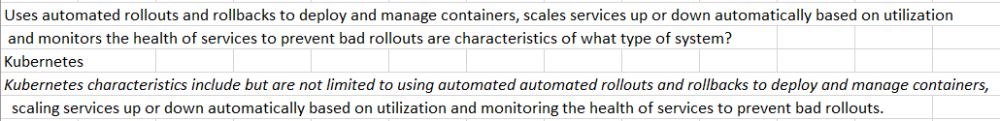 Uses automated rollouts and rollbacks to deploy and manage containers, scales services up or down automatically based on utilization
and monitors the health of services to prevent bad rollouts are characteristics of what type of system?
Kubernetes
Kubernetes characteristics include but are not limited to using automated automated rollouts and rollbacks to deploy and manage containers,
scaling services up or down automatically based on utilization and monitoring the health of services to prevent bad rollouts.